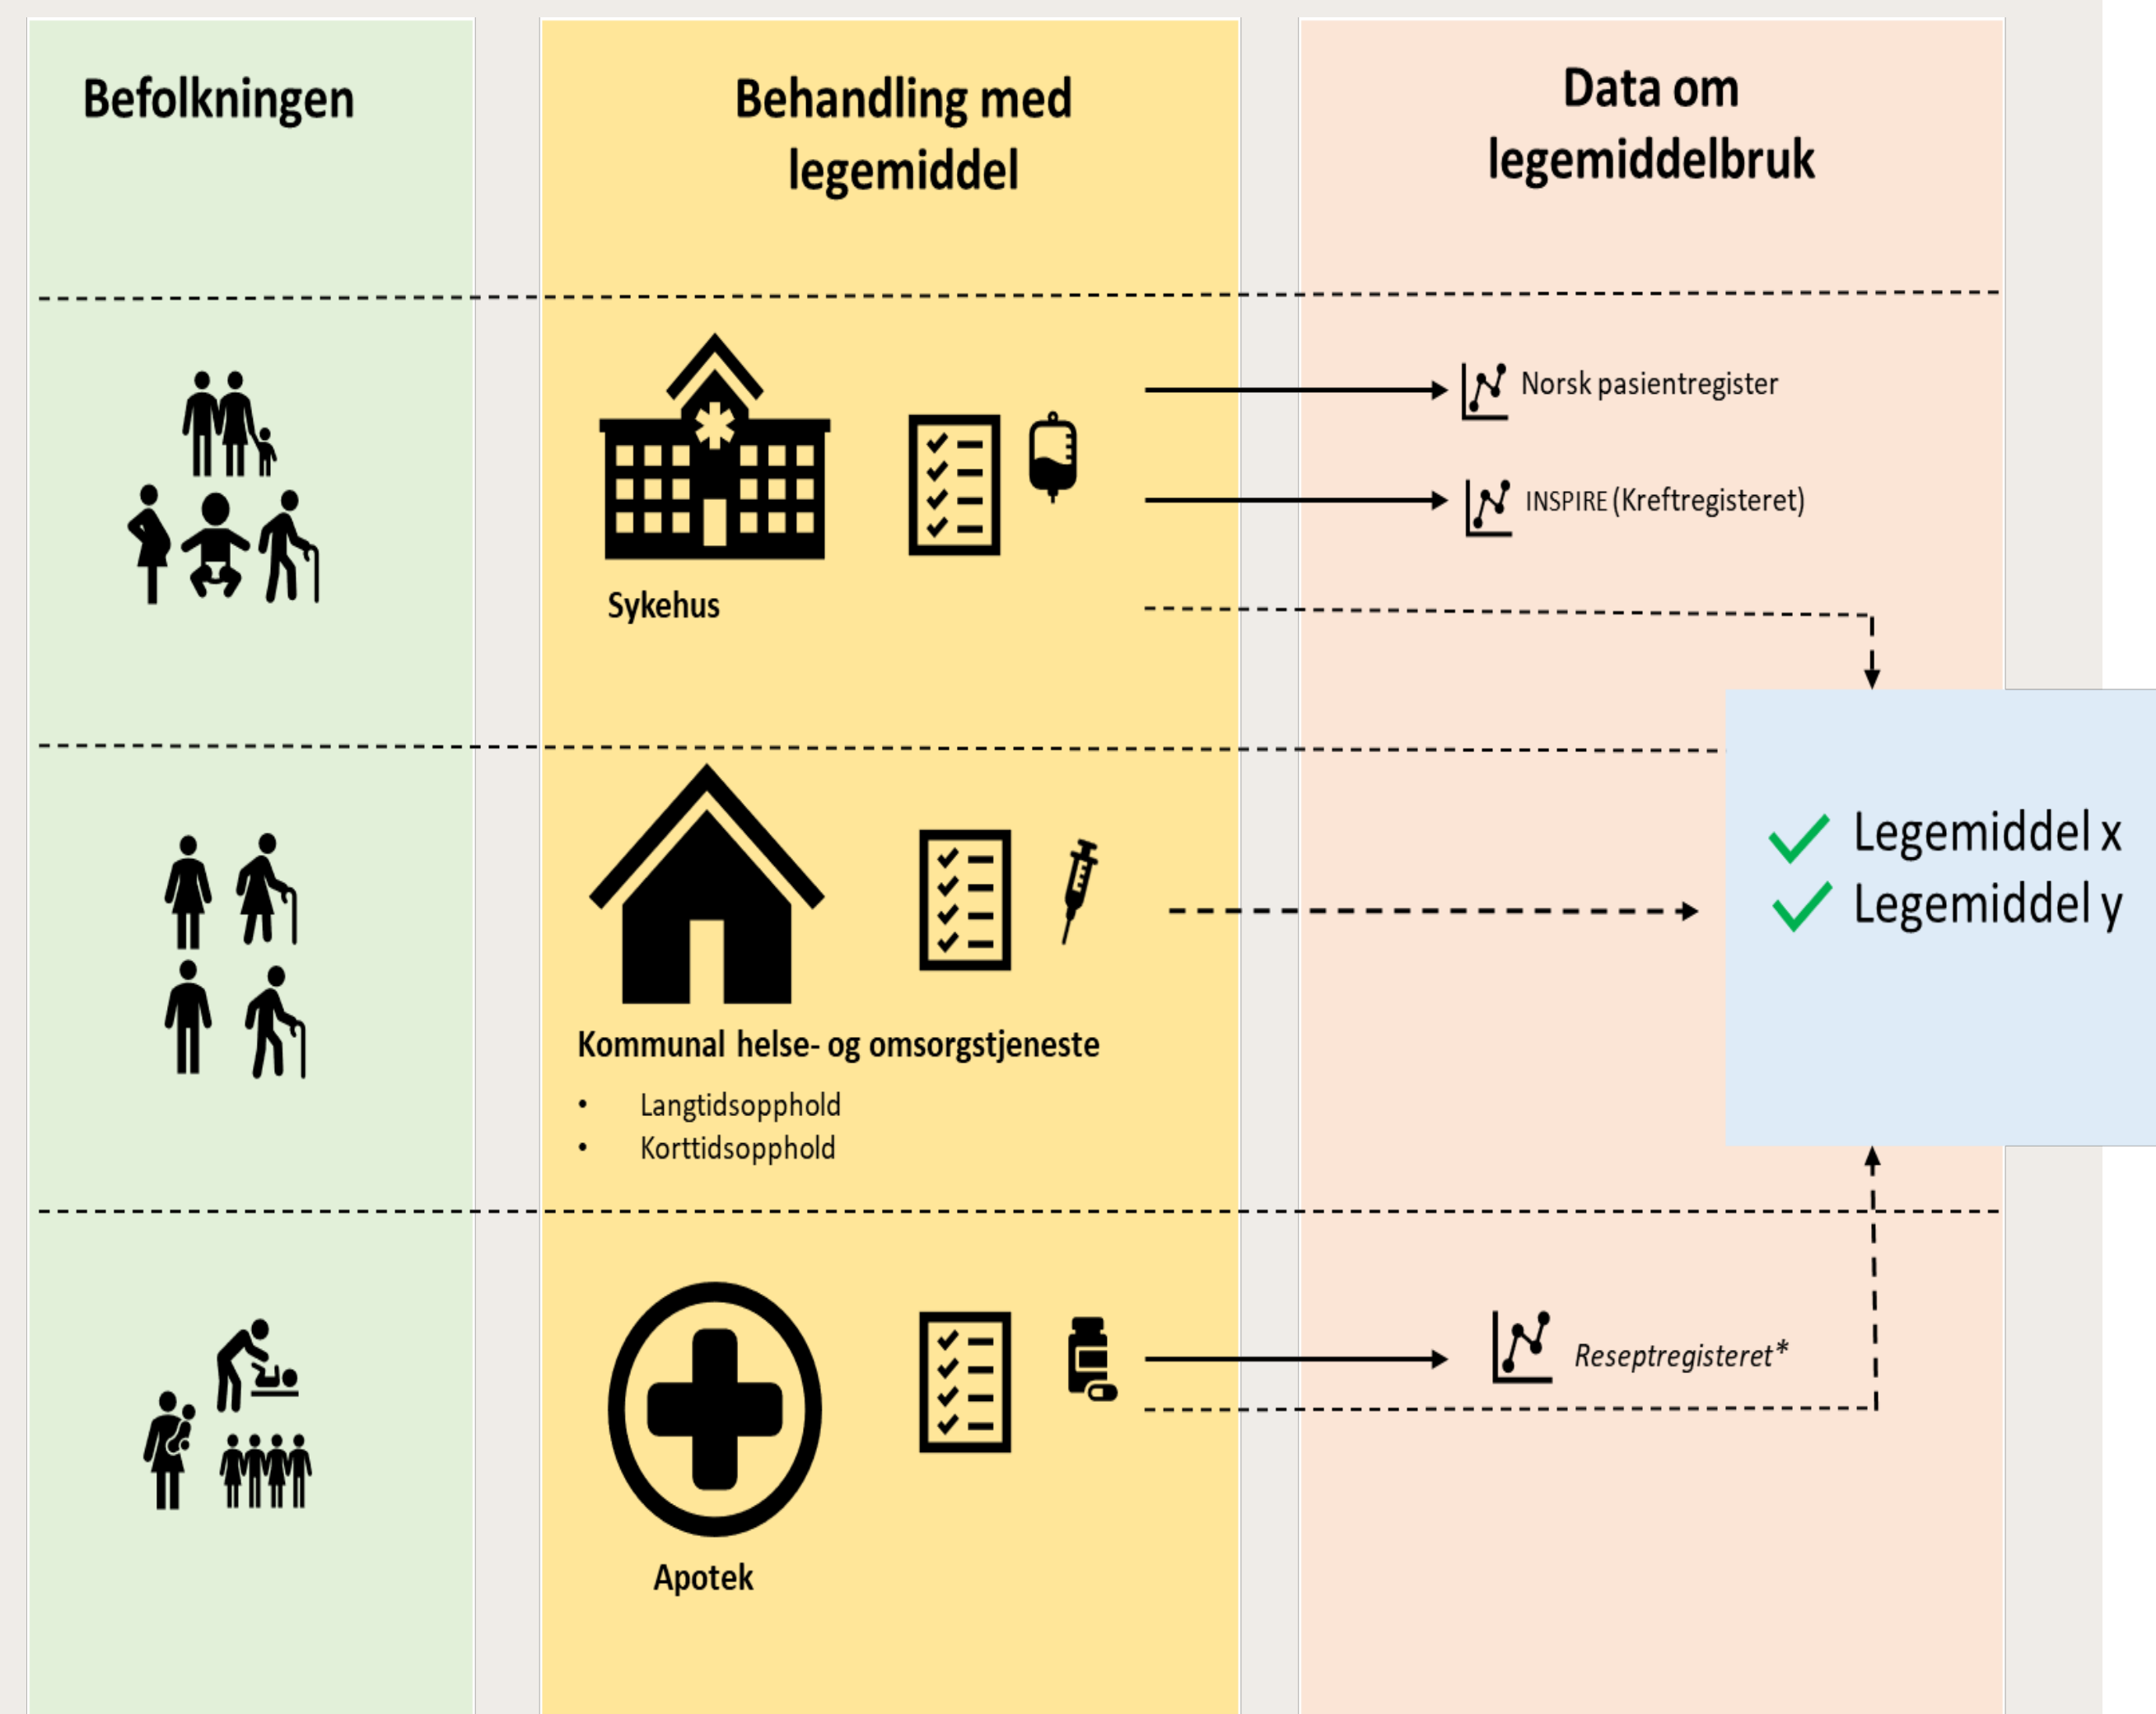 Befolkningen
Behandling med
legemiddel
Data om
legemiddelbruk
Norsk pasientregister
INSPIRE (Kreftregisteret)
Sykehus
Legemiddel x
Legemiddel y
Kommunal helse- og omsorgstjeneste
• Langtidsopphold
• Korttidsopphold
Reseptregisteret*
Apotek